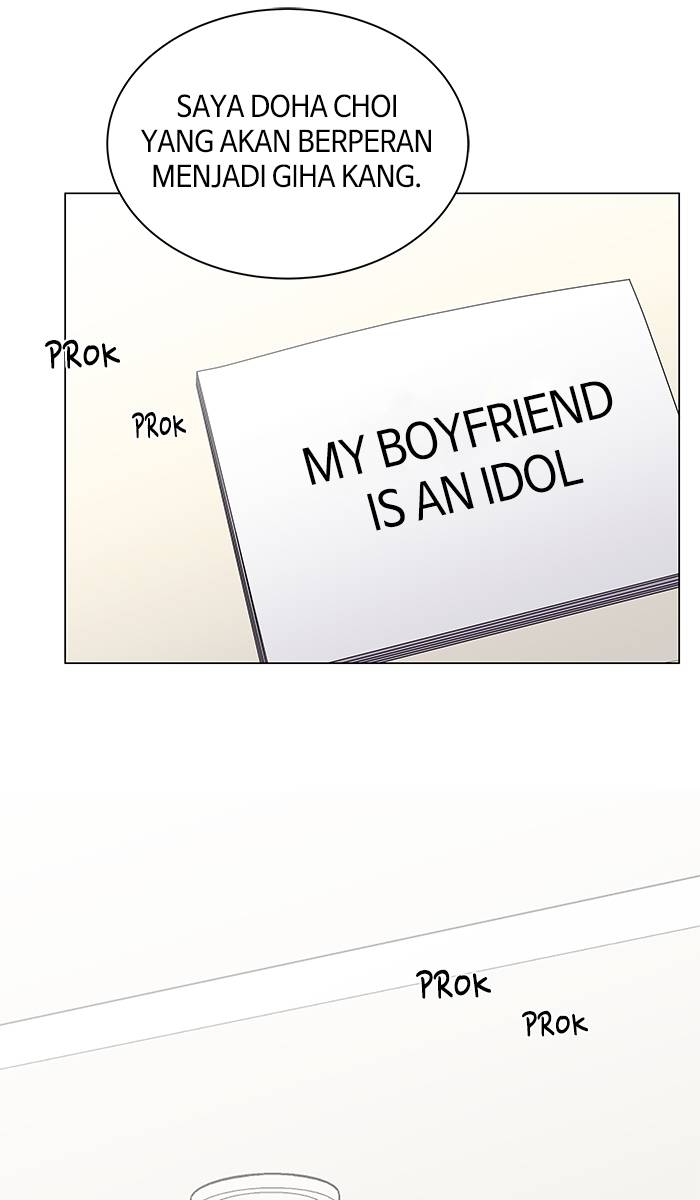 SAYA DOHA CHOI
YANG AKAN BERPERAN
MENJADI GIHA KANG.
PROK
PROK
MY BOYFRIEND
IS AN IDOL
PROK
PROK